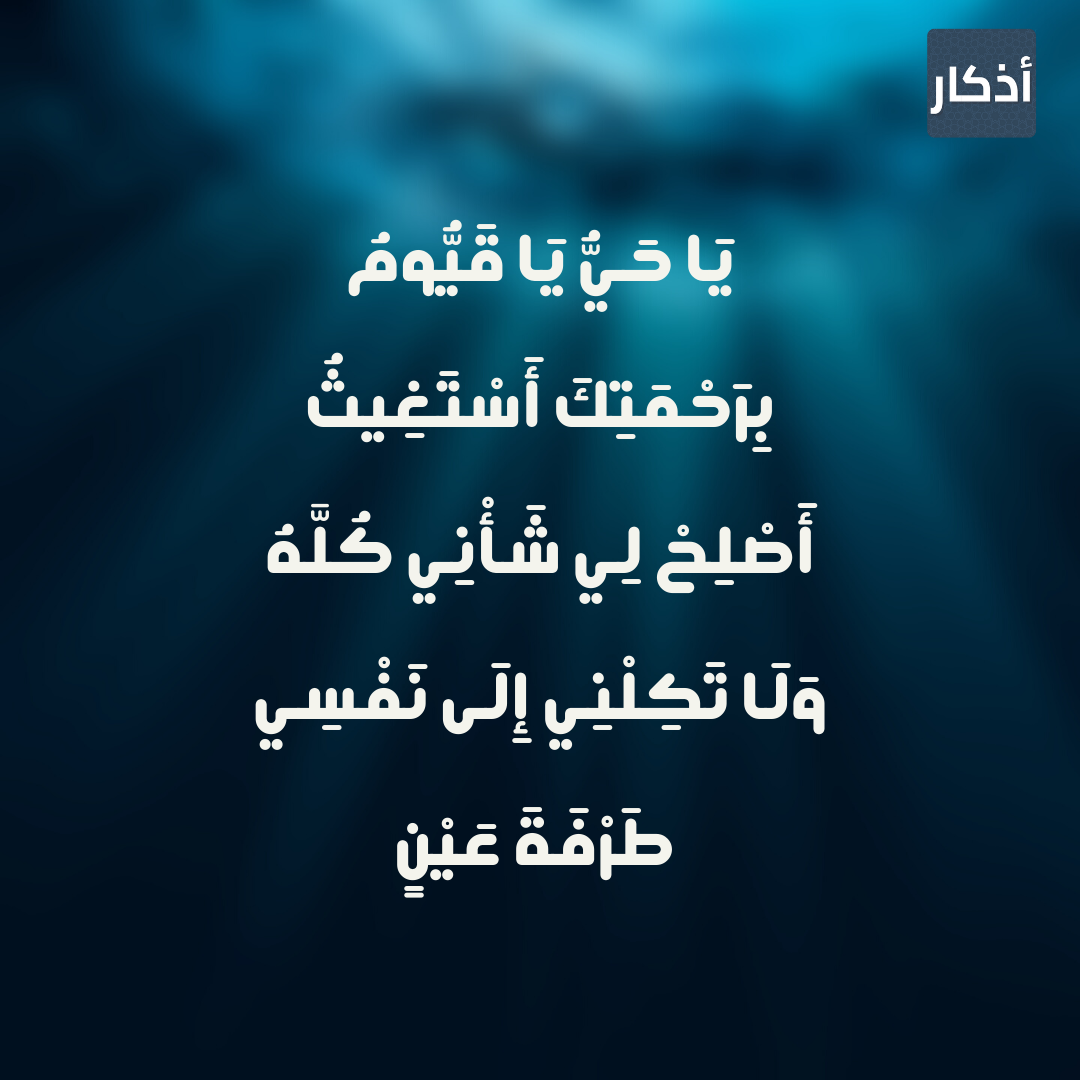 أذكار
يَا حَيُّ يَا قَيُّومُ
بِرَحْمَتِكَ أَسْتَغِيثُ
أَصْلِحْ لِي شَأْنِي كُلَّهُ
وَلَا تَكِلْنِي إِلَى نَفْسِي
طَرْفَةَ عَيْنٍ